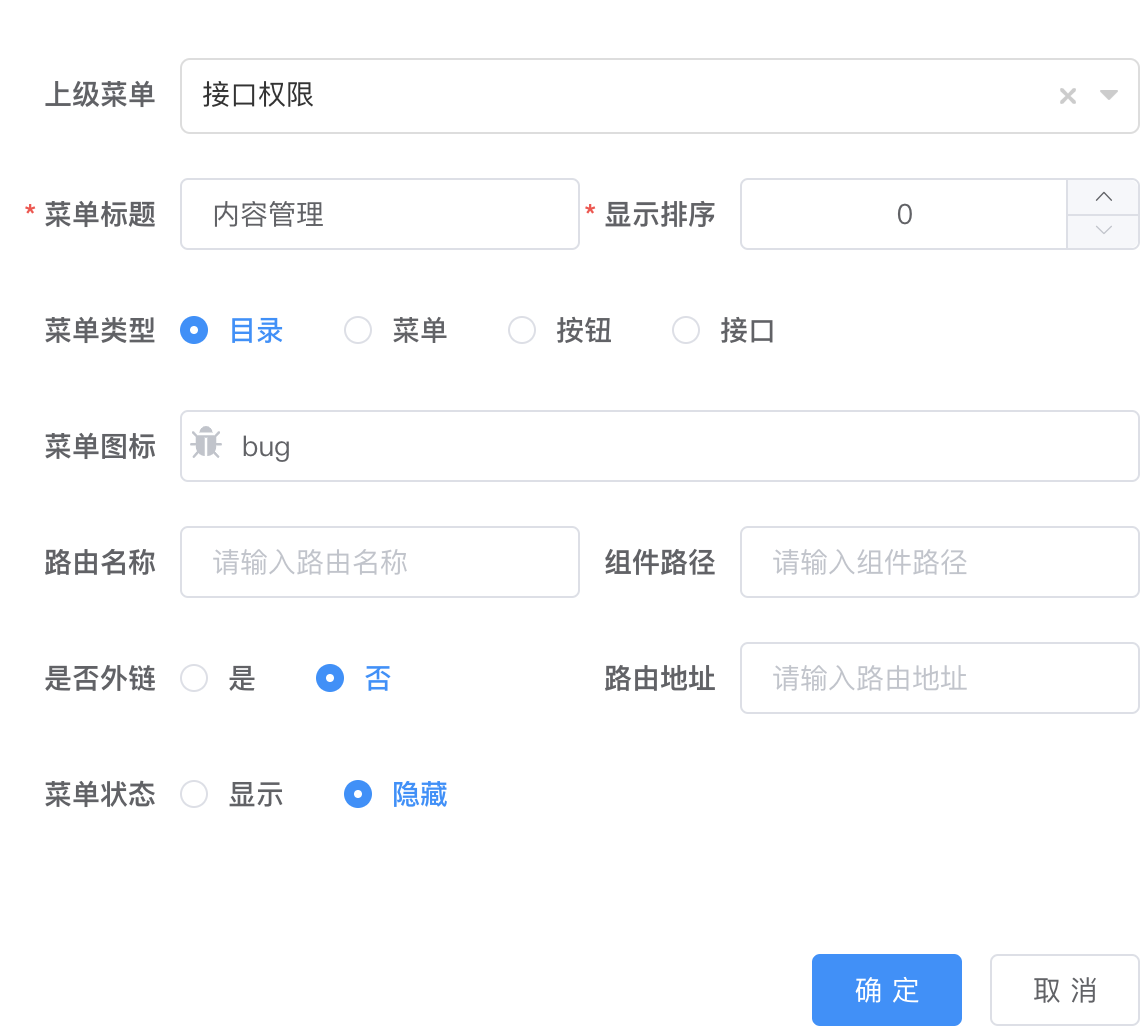 上级菜单 接口权限
* 菜单标题 内容管理 * 显示排序 0
菜单类型 目录 菜单 按钮 接口
菜单图标 bug
路由名称 请输入路由名称 组件路径 请输入组件路径
是否外链 是 否 路由地址 请输入路由地址
菜单状态 显示 隐藏
确 定 取 消